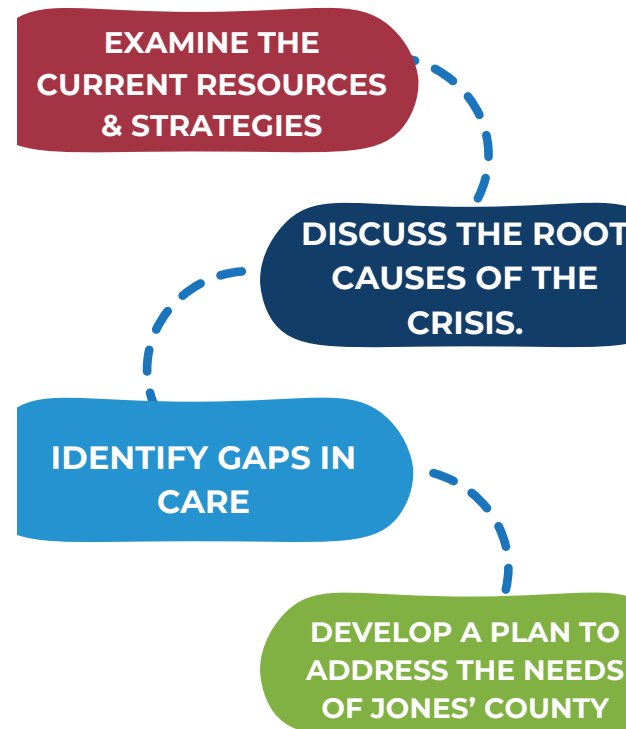 EXAMINE THE
CURRENT RESOURCES
& STRATEGIES
DISCUSS THE ROOT
CAUSES OF THE
CRISIS.
IDENTIFY GAPS IN
CARE
DEVELOP A PLAN TO
ADDRESS THE NEEDS
OF JONES’ COUNTY